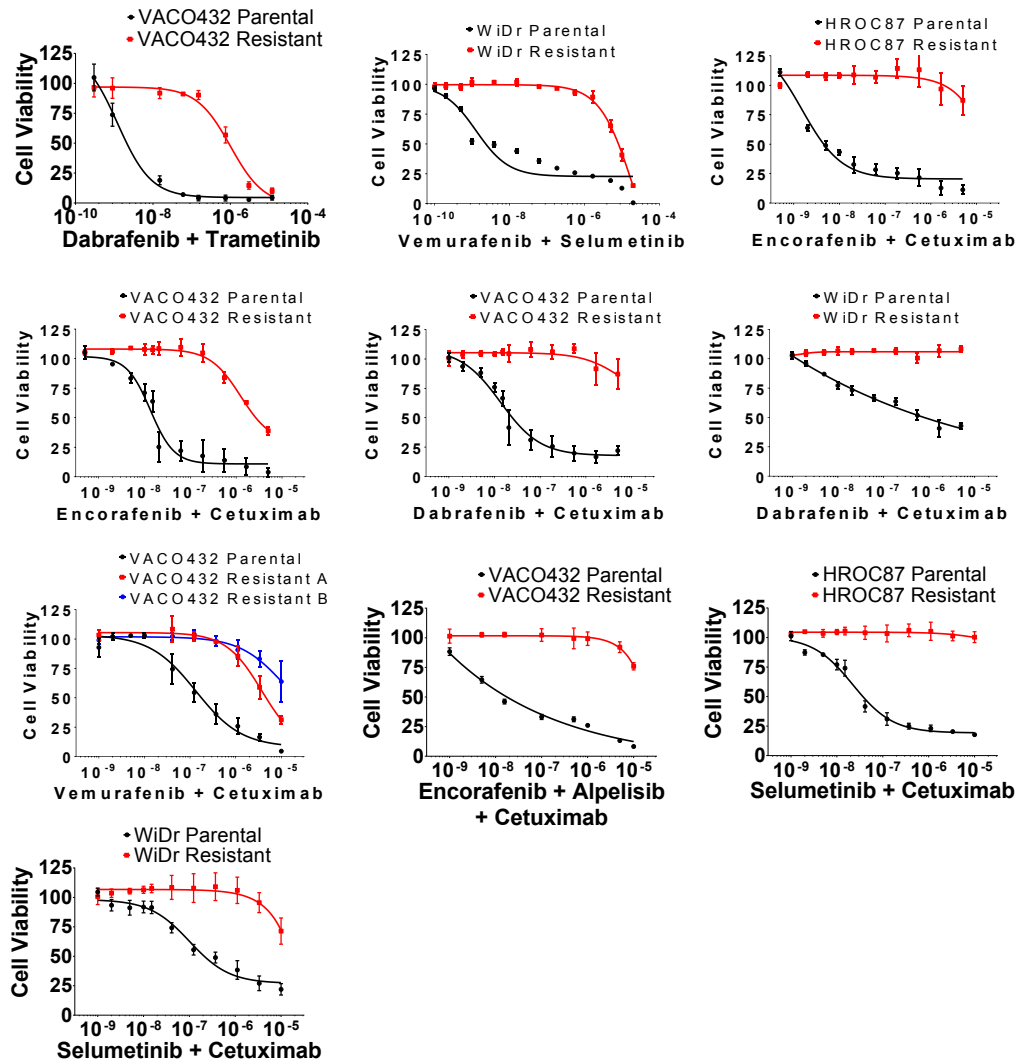 VACO432 Parental
VACO432 Resistant
Cell Viability
125
100
75
50
25
0
10-10 10-8 10-6 10-4
Dabrafenib + Trametinib
WiDr Parental
WiDr Resistant
Cell Viability
125
100
75
50
25
0
10-10 10-8 10-6 10-4
Vemurafenib + Selumetinib
HROC87 Parental
HROC87 Resistant
Cell Viability
125
100
75
50
25
0
10-9 10-8 10-7 10-6 10-5
Encorafenib + Cetuximab
VACO432 Parental
VACO432 Resistant
Cell Viability
125
100
75
50
25
0
10-9 10-8 10-7 10-6 10-5
Encorafenib + Cetuximab
VACO432 Parental
VACO432 Resistant
Cell Viability
125
100
75
50
25
0
10-9 10-8 10-7 10-6 10-5
Dabrafenib + Cetuximab
WiDr Parental
WiDr Resistant
Cell Viability
125
100
75
50
25
0
10-9 10-8 10-7 10-6 10-5
Dabrafenib + Cetuximab
VACO432 Parental
VACO432 Resistant A
VACO432 Resistant B
Cell Viability
125
100
75
50
25
0
10-9 10-8 10-7 10-6 10-5
Vemurafenib + Cetuximab
VACO432 Parental
VACO432 Resistant
Cell Viability
125
100
75
50
25
0
10-9 10-8 10-7 10-6 10-5
Encorafenib + Alpelisib
+ Cetuximab
HROC87 Parental
HROC87 Resistant
Cell Viability
125
100
75
50
25
0
10-9 10-8 10-7 10-6 10-5
Selumetinib + Cetuximab
WiDr Parental
WiDr Resistant
Cell Viability
125
100
75
50
25
0
10-9 10-8 10-7 10-6 10-5
Selumetinib + Cetuximab